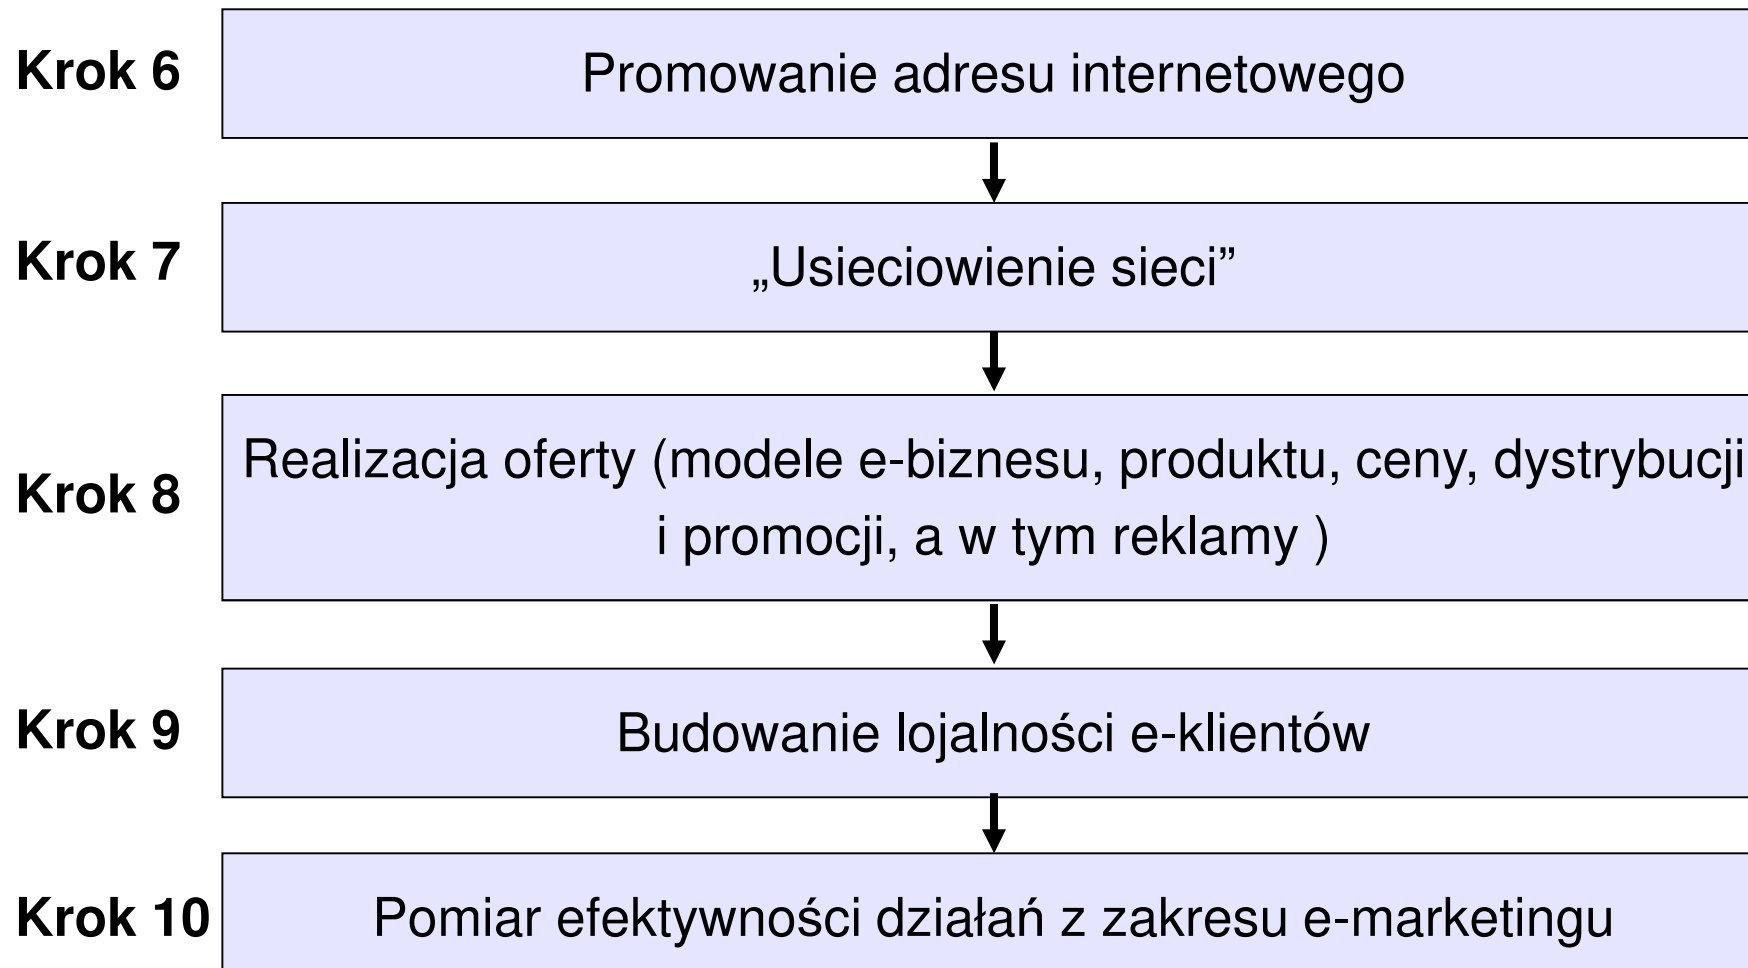 Krok 6
Promowanie adresu internetowego
Krok 7
„Usieciowienie sieci”
Krok 8
Realizacja oferty (modele e-biznesu, produktu, ceny, dystrybucji
i promocji, a w tym reklamy )
Krok 9
Budowanie lojalności e-klientów
Krok 10
Pomiar efektywności działań z zakresu e-marketingu